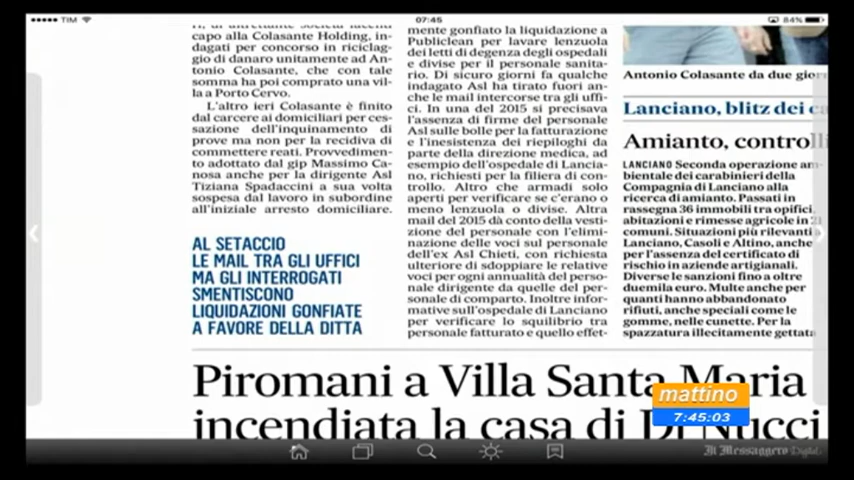 TIM
07:45
84%
capo alla Colasante Holding, in-
dagati per concorso in riciclag-
gio di danaro unitamente ad An-
tonio Colasante, che con tale
somma ha poi comprato una vil-
la a Porto Cervo.
L'altro ieri Colasante è finito
dal carcere ai domiciliari per ces-
sazione dell'inquinamento di
prove ma non per la recidiva di
commettere reati. Provvedimen-
to adottato dal gip Massimo Ca-
nosa anche per la dirigente Asl
Tiziana Spadaccini a sua volta
sospesa dal lavoro in subordine
all'iniziale arresto domiciliare.
AL SETACCIO
LE MAIL TRA GLI UFFICI
MA GLI INTERROGATI
SMENTISCONO
LIQUIDAZIONI GONFIATE
A FAVORE DELLA DITTA
mente gonfiato la liquidazione a
Publiclean per lavare lenzuola
dei letti di degenza degli ospedali
e divise per il personale sanita-
rio. Di sicuro giorni fa qualche
indagato Asl ha tirato fuori an-
che le mail intercorse tra gli uffi-
ci. In una del 2015 si precisava
l'assenza di firme del personale
Asl sulle bolle per la fatturazione
e l'inesistenza dei riepiloghi da
parte della direzione medica, ad
esempio dell'ospedale di Lancia-
no, richiesti per la filiera di con-
trollo. Altro che armadi solo
aperti per verificare se c'erano o
meno lenzuola o divise. Altra
mail del 2015 dà conto della vesti-
zione del personale con l'elimi-
nazione delle voci sul personale
dell'ex Asl Chieti, con richiesta
ulteriore di sdoppiare le relative
voci per ogni annualità del perso-
nale dirigente da quelle del per-
sonale di comparto. Inoltre infor-
mative sull'ospedale di Lanciano
per verificare lo squilibrio tra
personale fatturato e quello effet-
Antonio Colasante da due gior
Lanciano, blitz dei
Amianto, controlli
LANCIANO Seconda operazione am-
bientale dei carabinieri della
Compagnia di Lanciano alla
ricerca di amianto. Passati in
rassegna 36 immobili tra opifici,
abitazioni e rimesse agricole in 21
comuni. Situazioni più rilevanti
Lanciano, Casoli e Altino, anche
per l'assenza del certificato di
rischio in aziende artigianali.
Diverse le sanzioni fino a oltre
duemila euro. Multe anche per
quanti hanno abbandonato
rifiuti, anche speciali come le
gomme, nelle cunette. Per la
spazzatura illecitamente gettata
Piromani a Villa Santa Maria
incendiata la casa di Di Nucci
mattino
7:45:03
Il Messaggero Digital